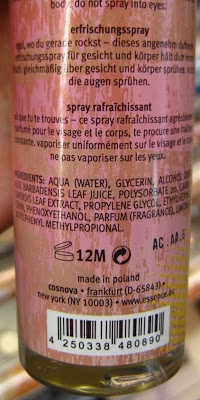 body, do not spray into eyes.
erfrischungsspray
egal, wo du gerade rockst – dieses angenehm duftende
erfrischungsspray für gesicht und körper hält dich
frisch. gleichmäßig über gesicht und körper sprühen. nicht
die augen sprühen.
spray rafraîchissant
que tu te trouves – ce spray rafraîchissant agréablement
parfumé pour le visage et le corps, te procure une fraîcheur
vaporiser uniformément sur le visage et le corps
ne pas vaporiser sur les yeux.
INGREDIENTS: AQUA (WATER), GLYCERIN, ALCOHOL
BARBADENSIS LEAF JUICE, POLYSORBATE 20,
LEAF EXTRACT, PROPYLENE GLYCOL,
PHENOXYETHANOL, PARFUM (FRAGRANCE),
METHYLPROPIONAL.
12M
AC.AA.
made in poland
cosnova • frankfurt (D-65843) •
new york (NY 10003) • www.essence.eu
4 250338 480890